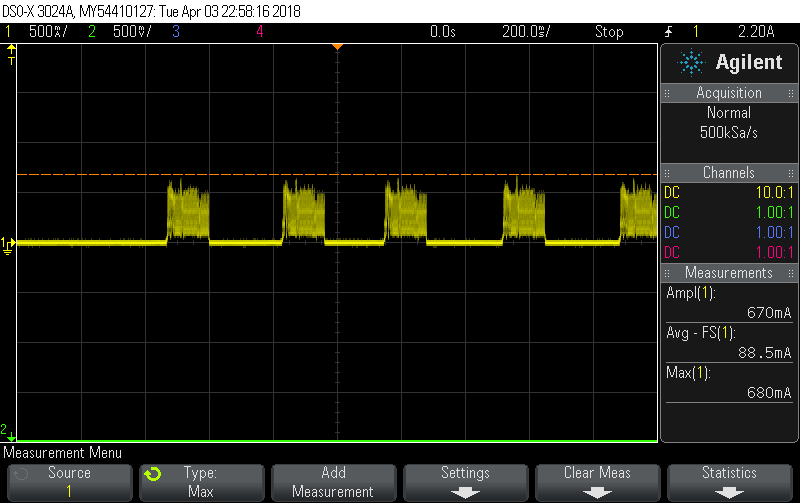 DSO-X 3024A, MY54410127: Tue Apr 03 22:58:16 2018
1 500%/ 2 500%/ 3 4 0.0s 200.0%/ Stop 1 2.20A
T
Agilent
Acquisition
Normal
500kSa/s
Channels
DC 10.0:1
DC 1.00:1
DC 1.00:1
DC 1.00:1
1
Measurements
Ampl(1):
670mA
Avg - FS(1):
88.5mA
Max(1):
680mA
2
Measurement Menu
Source
1
Type:
Max
Add
Measurement
Settings
Clear Meas
Statistics